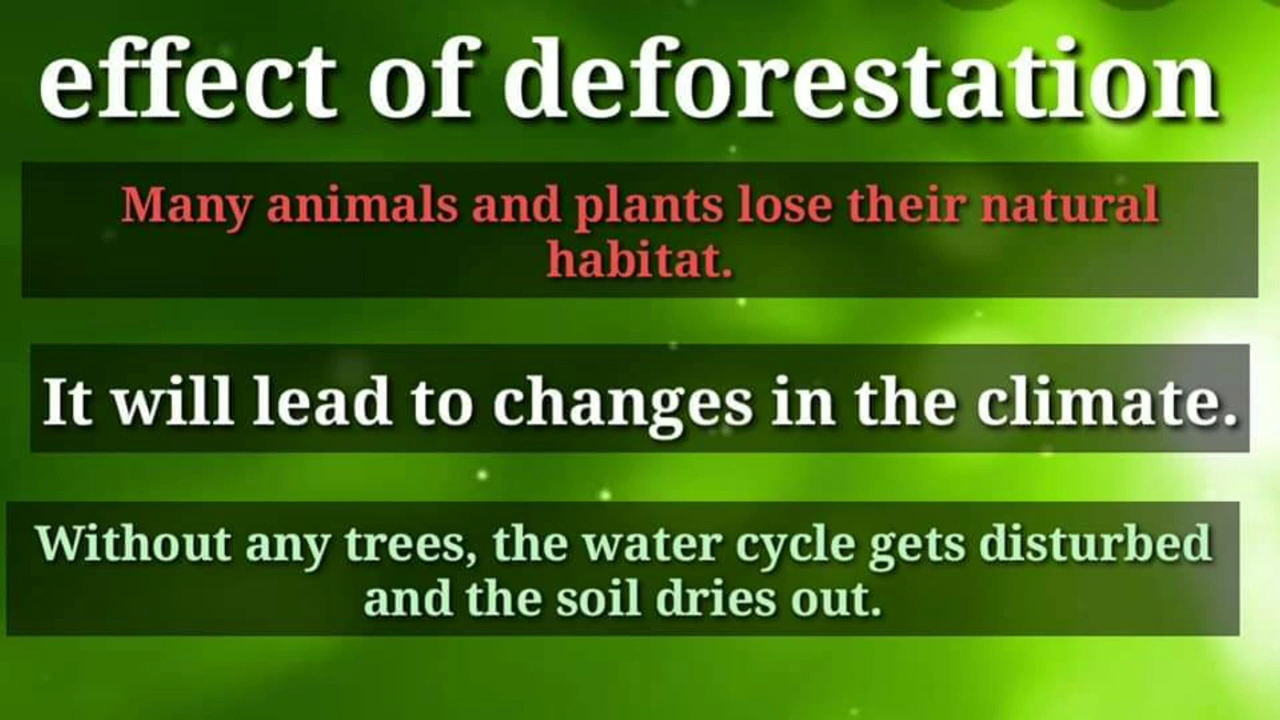 effect of deforestation
Many animals and plants lose their natural
habitat.
It will lead to changes in the climate.
Without any trees, the water cycle gets disturbed
and the soil dries out.